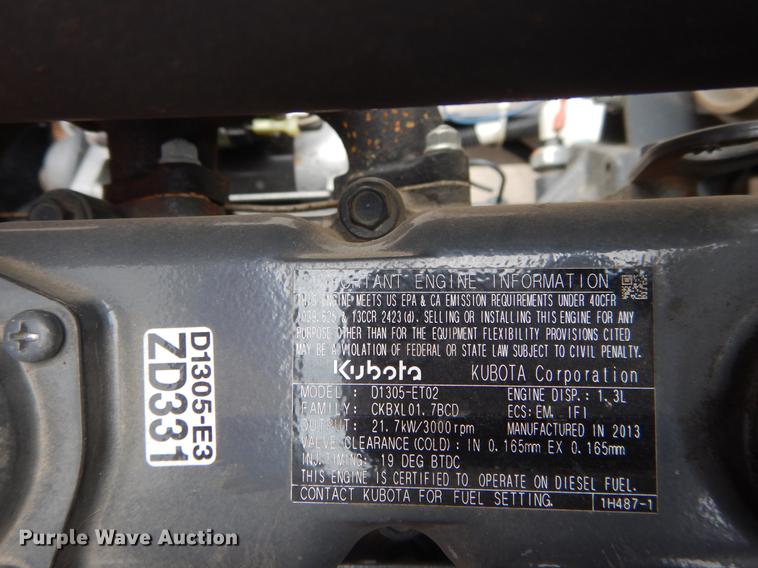 IMPORTANT ENGINE INFORMATION
THIS ENGINE MEETS US EPA & CA EMISSION REQUIREMENTS UNDER 40CFR
1039.625 & 13CCR 2423(d). SELLING OR INSTALLING THIS ENGINE FOR ANY
PURPOSE OTHER THAN FOR THE EQUIPMENT FLEXIBILITY PROVISIONS CITED
MAY BE A VIOLATION OF FEDERAL OR STATE LAW SUBJECT TO CIVIL PENALTY.
Kubota KUBOTA Corporation
MODEL: D1305-ET02 ENGINE DISP.: 1.3L
FAMILY: CKBXL01.7BCD ECS: EM, IFI
OUTPUT: 21.7kW/3000rpm MANUFACTURED IN 2013
VALVE CLEARANCE (COLD): IN 0.165mm EX 0.165mm
INJ.TIMING: 19 DEG BTDC
THIS ENGINE IS CERTIFIED TO OPERATE ON DIESEL FUEL.
CONTACT KUBOTA FOR FUEL SETTING. 1H487-1
D1305-E3
ZD331
Purple Wave Auction